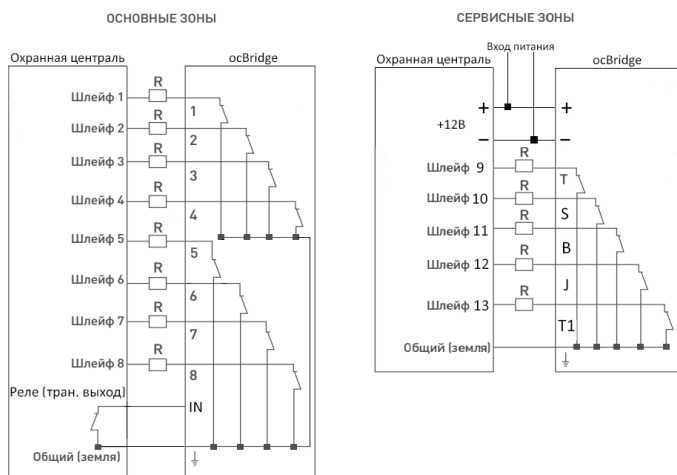 ОСНОВНЫЕ ЗОНЫ
Охранная централь
ocBridge
Шлейф 1
R
1
Шлейф 2
R
2
Шлейф 3
R
3
Шлейф 4
R
4
Шлейф 5
R
5
Шлейф 6
R
6
Шлейф 7
R
7
Шлейф 8
R
8
Реле (тран. выход)
IN
Общий (земля)
СЕРВИСНЫЕ ЗОНЫ
Вход питания
Охранная централь
ocBridge
+ +
+12В
– –
Шлейф 9
R
T
Шлейф 10
R
S
Шлейф 11
R
B
Шлейф 12
R
J
Шлейф 13
R
T1
Общий (земля)